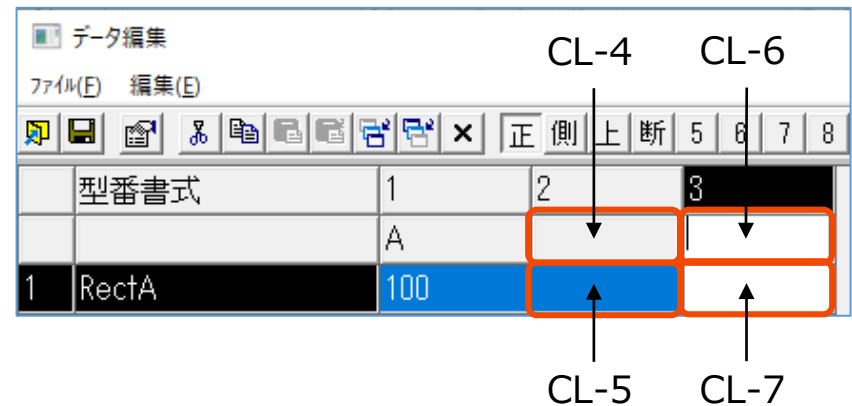 データ編集
CL-4 CL-6
ファイル(F) 編集(E)
正 側 上 断 5 6 7 8
型番書式 1 2 3
A
1 RectA 100
CL-5 CL-7